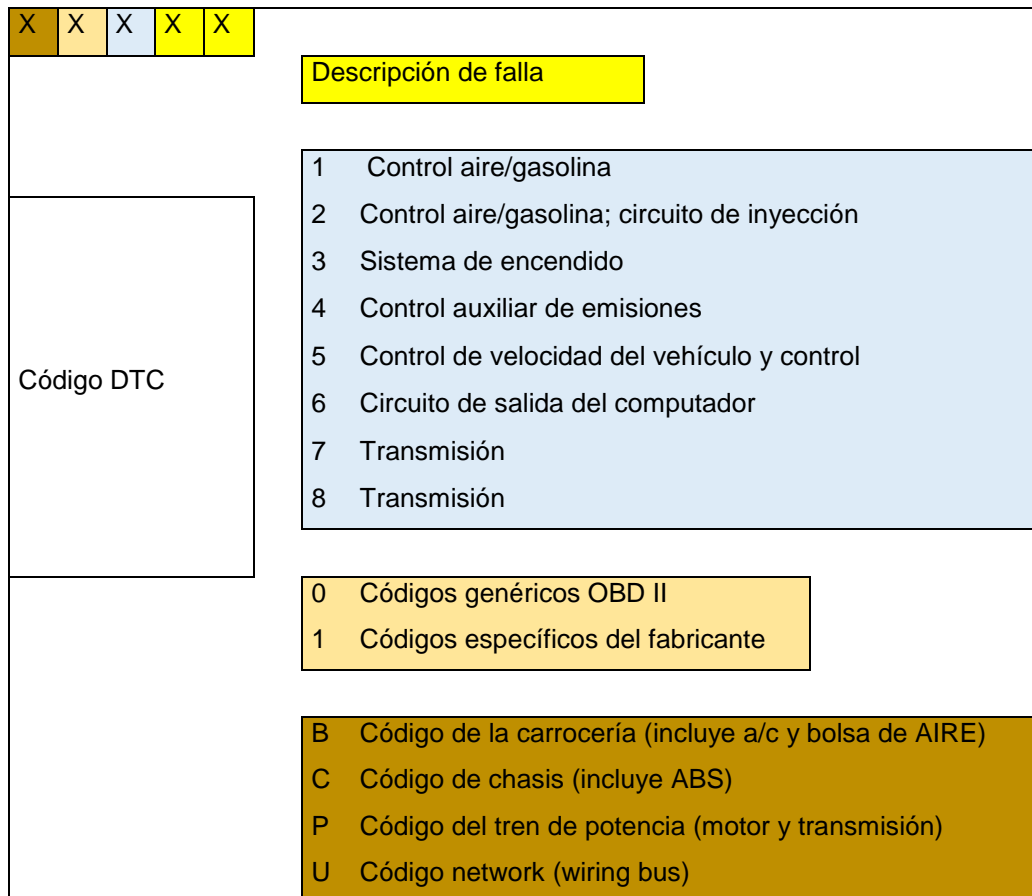 X X X X X
Descripción de falla
1 Control aire/gasolina
2 Control aire/gasolina; circuito de inyección
3 Sistema de encendido
4 Control auxiliar de emisiones
5 Control de velocidad del vehículo y control
6 Circuito de salida del computador
7 Transmisión
8 Transmisión
Código DTC
0 Códigos genéricos OBD II
1 Códigos específicos del fabricante
B Código de la carrocería (incluye a/c y bolsa de AIRE)
C Código de chasis (incluye ABS)
P Código del tren de potencia (motor y transmisión)
U Código network (wiring bus)